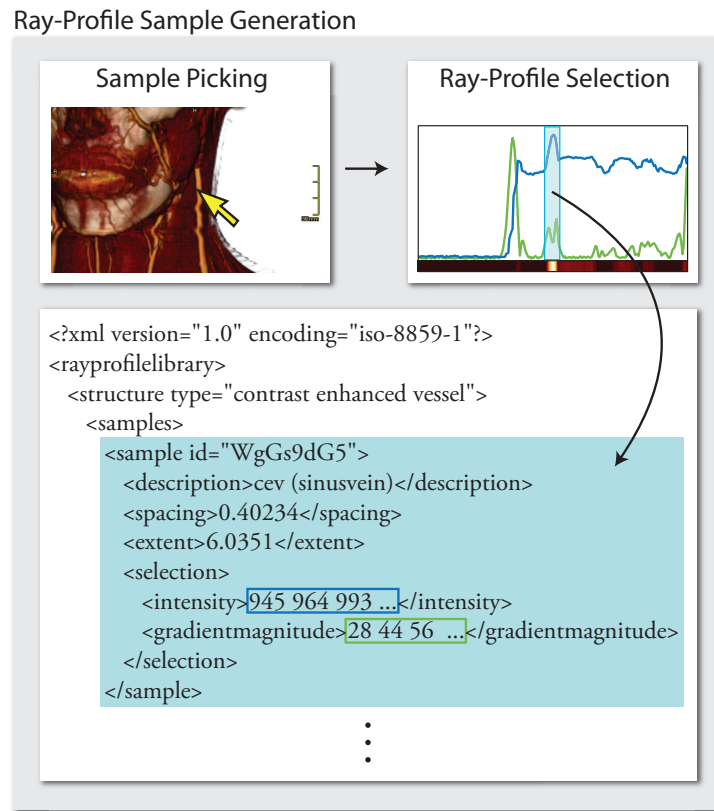 Ray-Profile Sample Generation
Sample Picking
Ray-Profile Selection
<?xml version="1.0" encoding="iso-8859-1"?>
<rayprofilelibrary>
<structure type="contrast enhanced vessel">
<samples>
<sample id="WgGs9dG5">
<description>cev (sinusvein)</description>
<spacing>0.40234</spacing>
<extent>6.0351</extent>
<selection>
<intensity>945 964 993 ...</intensity>
<gradientmagnitude>28 44 56 ...</gradientmagnitude>
</selection>
</sample>